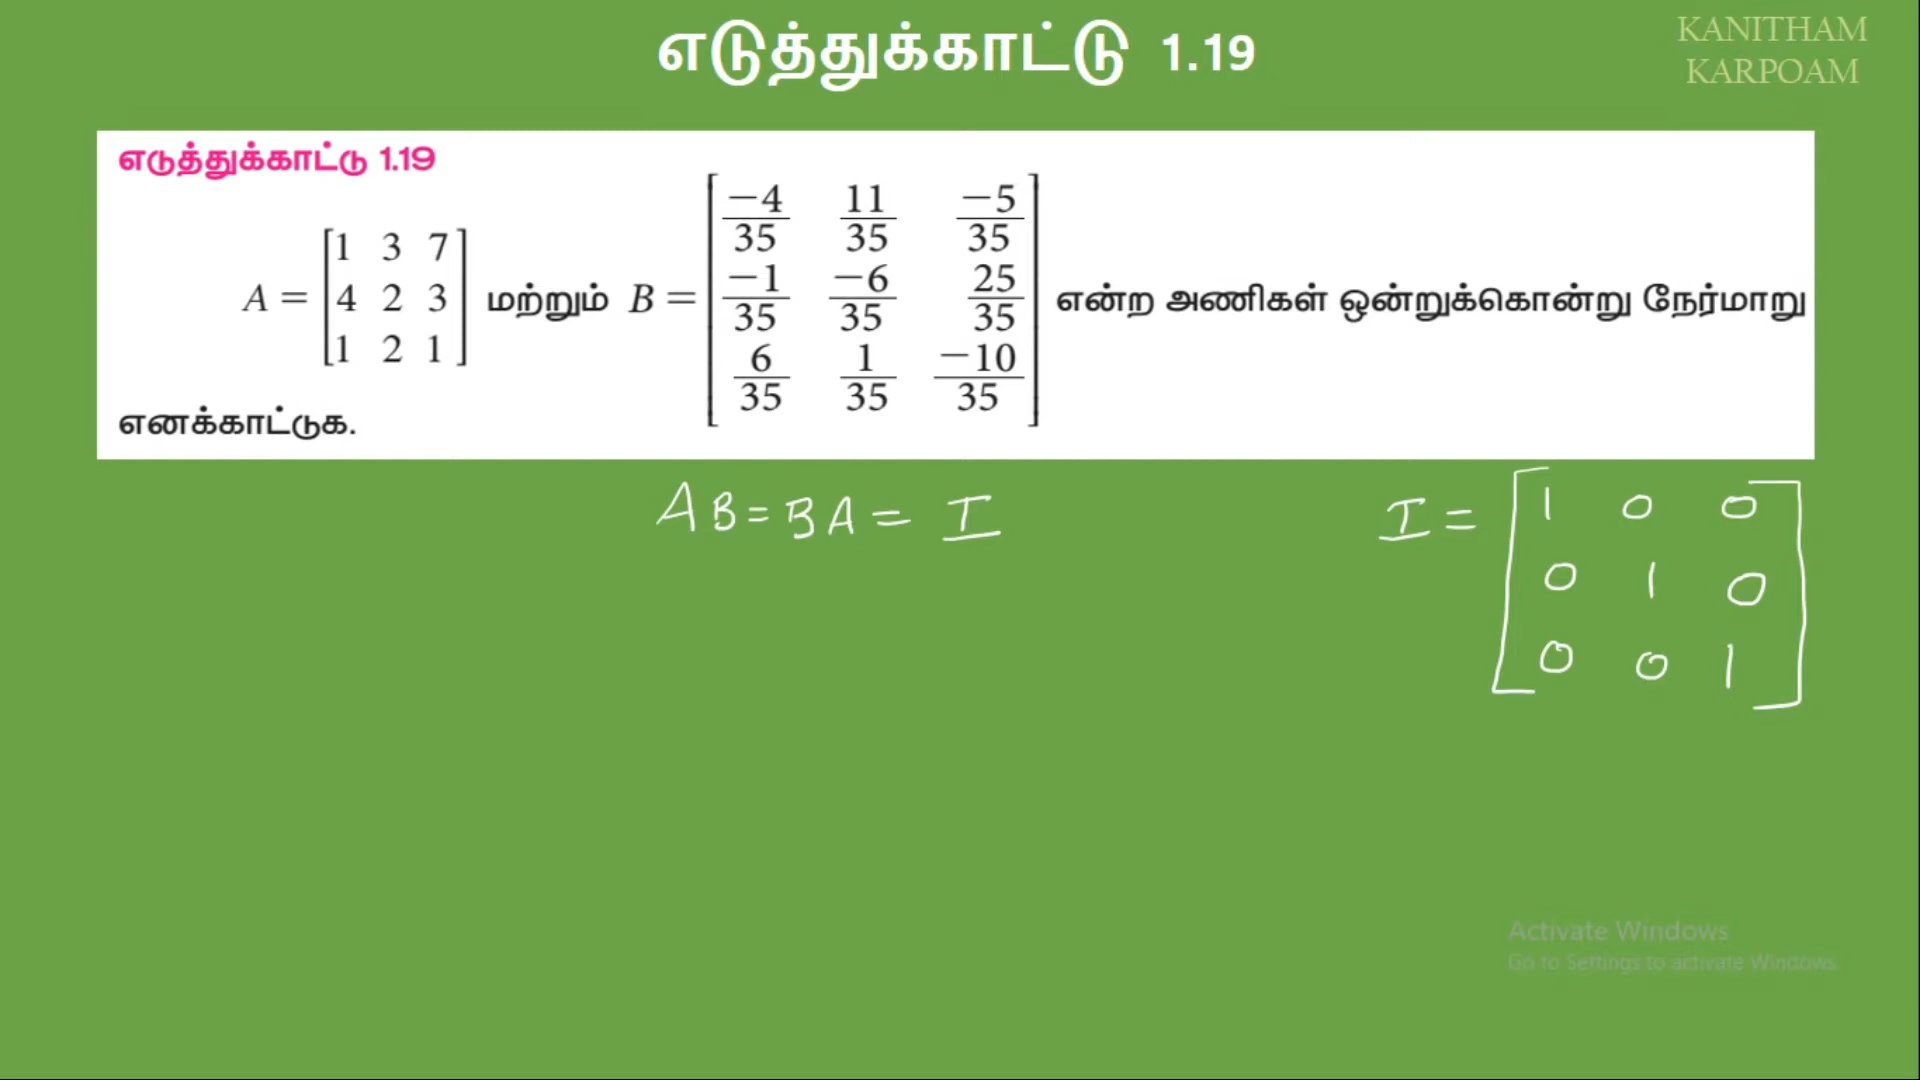 எடுத்துக்காட்டு 1.19
KANITHAM
KARPOAM
எடுத்துக்காட்டு 1.19
A = [1 3 7; 4 2 3; 1 2 1] மற்றும் B = [-4/35 11/35 -5/35; -1/35 -6/35 25/35; 6/35 1/35 -10/35] என்ற அணிகள் ஒன்றுக்கொன்று நேர்மாறு
எனக்காட்டுக.
AB = BA = I
I = [1 0 0; 0 1 0; 0 0 1]
Activate Windows
Go to Settings to activate Windows.